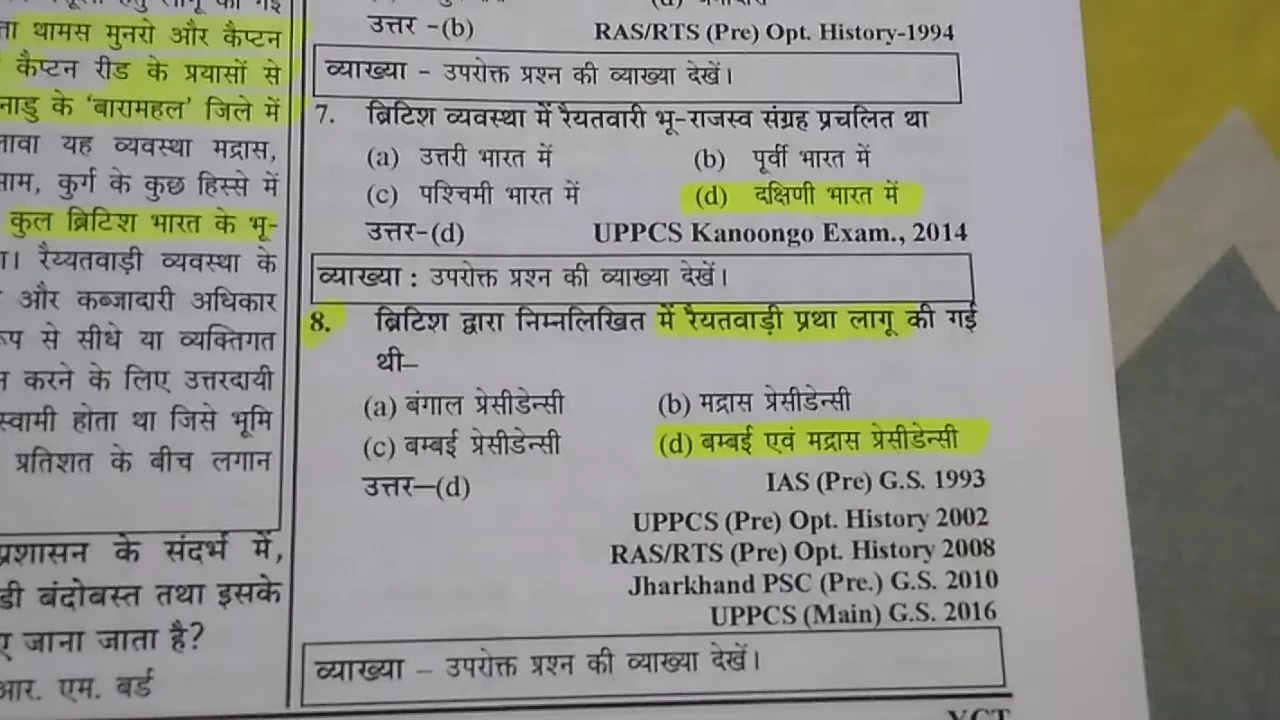 थामस मुनरो और कैप्टन
कैप्टन रीड के प्रयासों से
के 'बारामहल' जिले में
यह व्यवस्था मद्रास,
कुर्ग के कुछ हिस्से में
कुल ब्रिटिश भारत के भू-
रैय्यतवाड़ी व्यवस्था के
और कब्जादारी अधिकार
से सीधे या व्यक्तिगत
करने के लिए उत्तरदायी
होता था जिसे भूमि
प्रतिशत के बीच लगान
प्रशासन के संदर्भ में,
बंदोबस्त तथा इसके
जाना जाता है?
आर. एम. बर्ड
उत्तर -(b) RAS/RTS (Pre) Opt. History-1994
व्याख्या - उपरोक्त प्रश्न की व्याख्या देखें।
7. ब्रिटिश व्यवस्था में रैयतवारी भू-राजस्व संग्रह प्रचलित था
(a) उत्तरी भारत में (b) पूर्वी भारत में
(c) पश्चिमी भारत में (d) दक्षिणी भारत में
उत्तर-(d) UPPCS Kanoongo Exam., 2014
व्याख्या : उपरोक्त प्रश्न की व्याख्या देखें।
8. ब्रिटिश द्वारा निम्नलिखित में रैयतवाड़ी प्रथा लागू की गई
थी–
(a) बंगाल प्रेसीडेन्सी (b) मद्रास प्रेसीडेन्सी
(c) बम्बई प्रेसीडेन्सी (d) बम्बई एवं मद्रास प्रेसीडेन्सी
उत्तर—(d) IAS (Pre) G.S. 1993
UPPCS (Pre) Opt. History 2002
RAS/RTS (Pre) Opt. History 2008
Jharkhand PSC (Pre.) G.S. 2010
UPPCS (Main) G.S. 2016
व्याख्या – उपरोक्त प्रश्न की व्याख्या देखें।
YCT